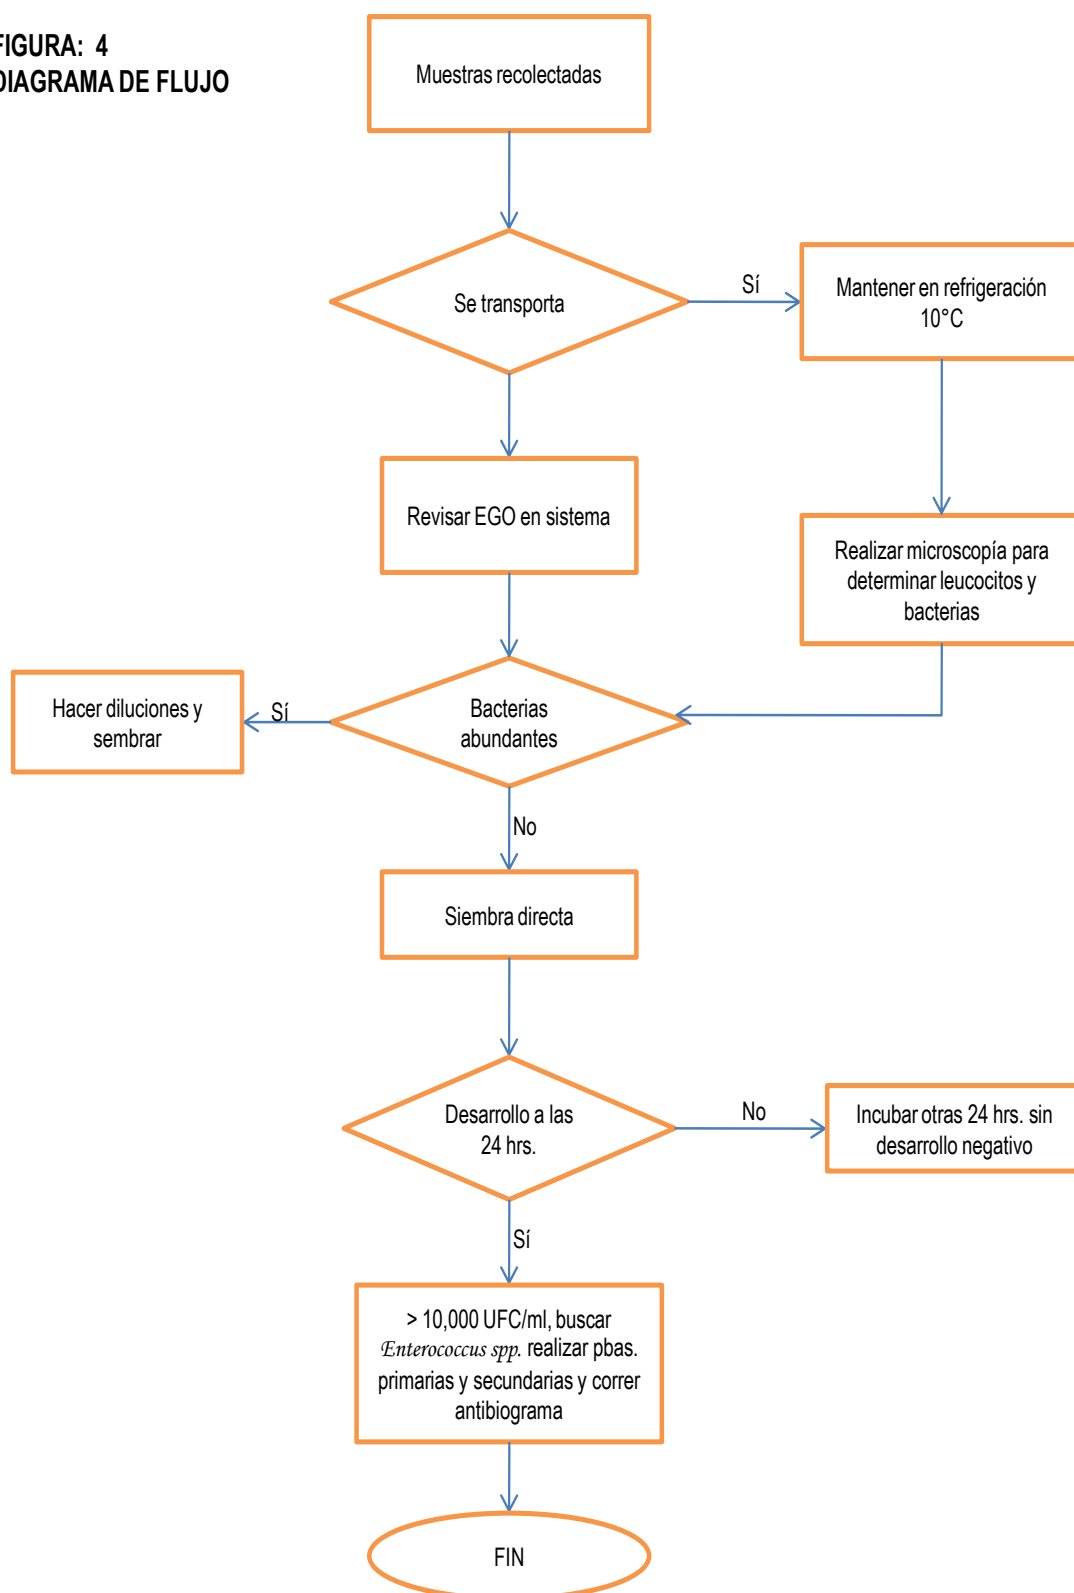 FIGURA: 4
DIAGRAMA DE FLUJO
Muestras recolectadas
Se transporta
Sí
Mantener en refrigeración
10°C
Revisar EGO en sistema
Realizar microscopía para
determinar leucocitos y
bacterias
Hacer diluciones y
sembrar
Sí
Bacterias
abundantes
No
Siembra directa
Desarrollo a las
24 hrs.
No
Incubar otras 24 hrs. sin
desarrollo negativo
Sí
> 10,000 UFC/ml, buscar
Enterococcus spp. realizar pbas.
primarias y secundarias y correr
antibiograma
FIN